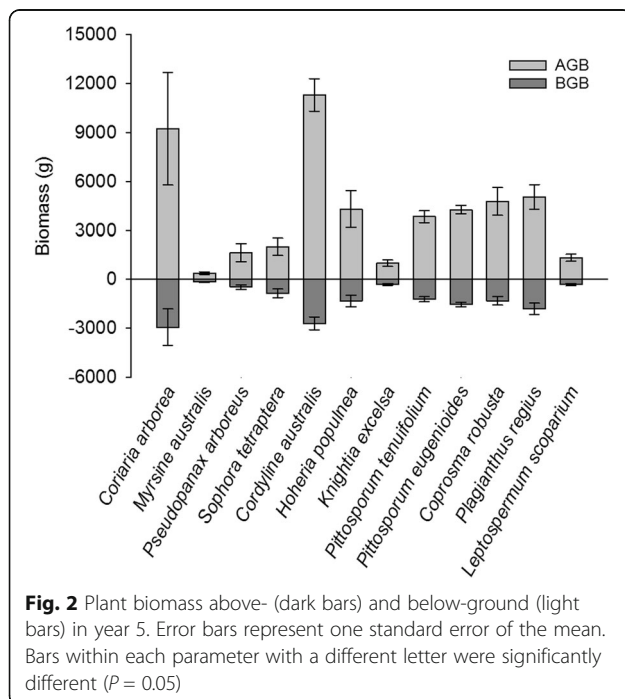 15000
12000
9000
6000
3000
0
-3000
-6000
Biomass (g)
AGB
BGB
Coriaria arborea
Myrsine australis
Pseudopanax arboreus
Sophora tetraptera
Cordyline australis
Hoheria populnea
Knightia excelsa
Pittosporum tenuifolium
Pittosporum eugenioides
Coprosma robusta
Plagianthus regius
Leptospermum scoparium
Fig. 2 Plant biomass above- (dark bars) and below-ground (light
bars) in year 5. Error bars represent one standard error of the mean.
Bars within each parameter with a different letter were significantly
different (P = 0.05)